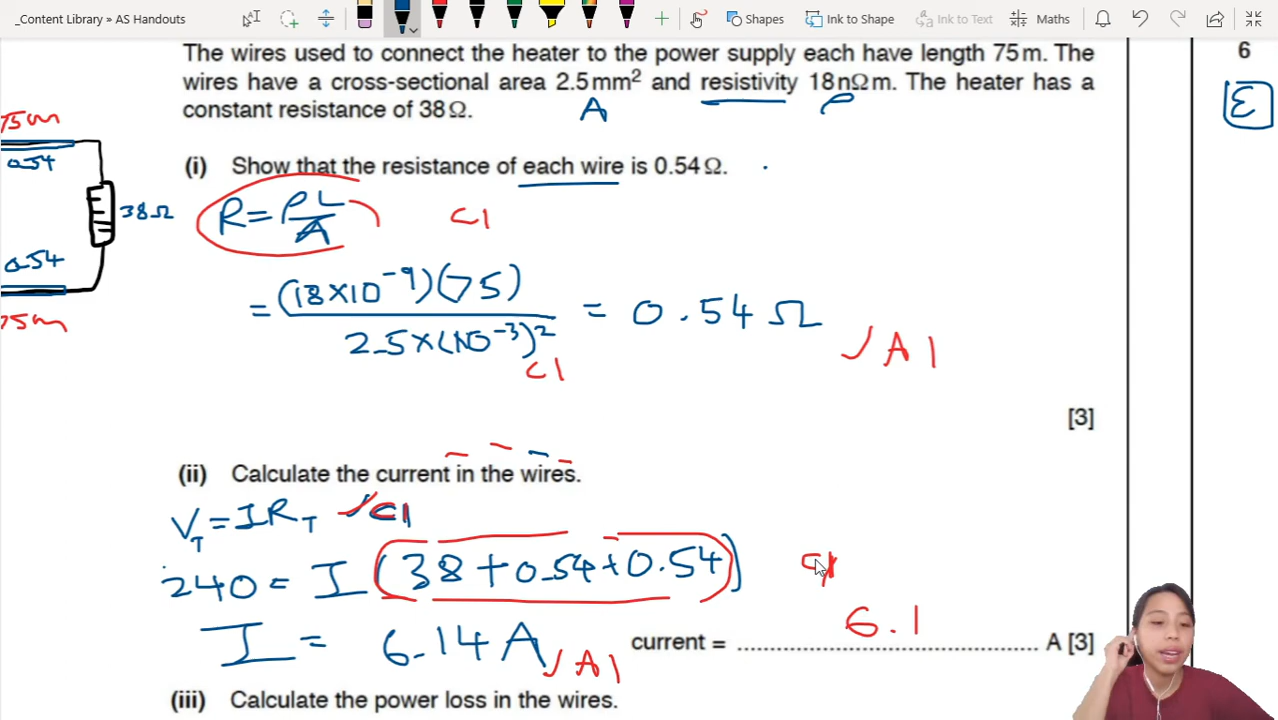 _Content Library » AS Handouts
Shapes
Ink to Shape
Ink to Text
Maths
The wires used to connect the heater to the power supply each have length 75 m. The
wires have a cross-sectional area 2.5 mm² and resistivity 18 nΩ m. The heater has a
constant resistance of 38 Ω.
A
ρ
6
E
75m
0.54
38Ω
0.54
75m
(i) Show that the resistance of each wire is 0.54 Ω.
R = ρL/A C1
= (18×10⁻⁹)(75) / 2.5×(10⁻³)² = 0.54 Ω
C1
✓ A1
[3]
(ii) Calculate the current in the wires.
V_T = IR_T ✓ C1
240 = I (38 + 0.54 + 0.54)
I = 6.14 A ✓ A1
current = 6.1 A [3]
(iii) Calculate the power loss in the wires.